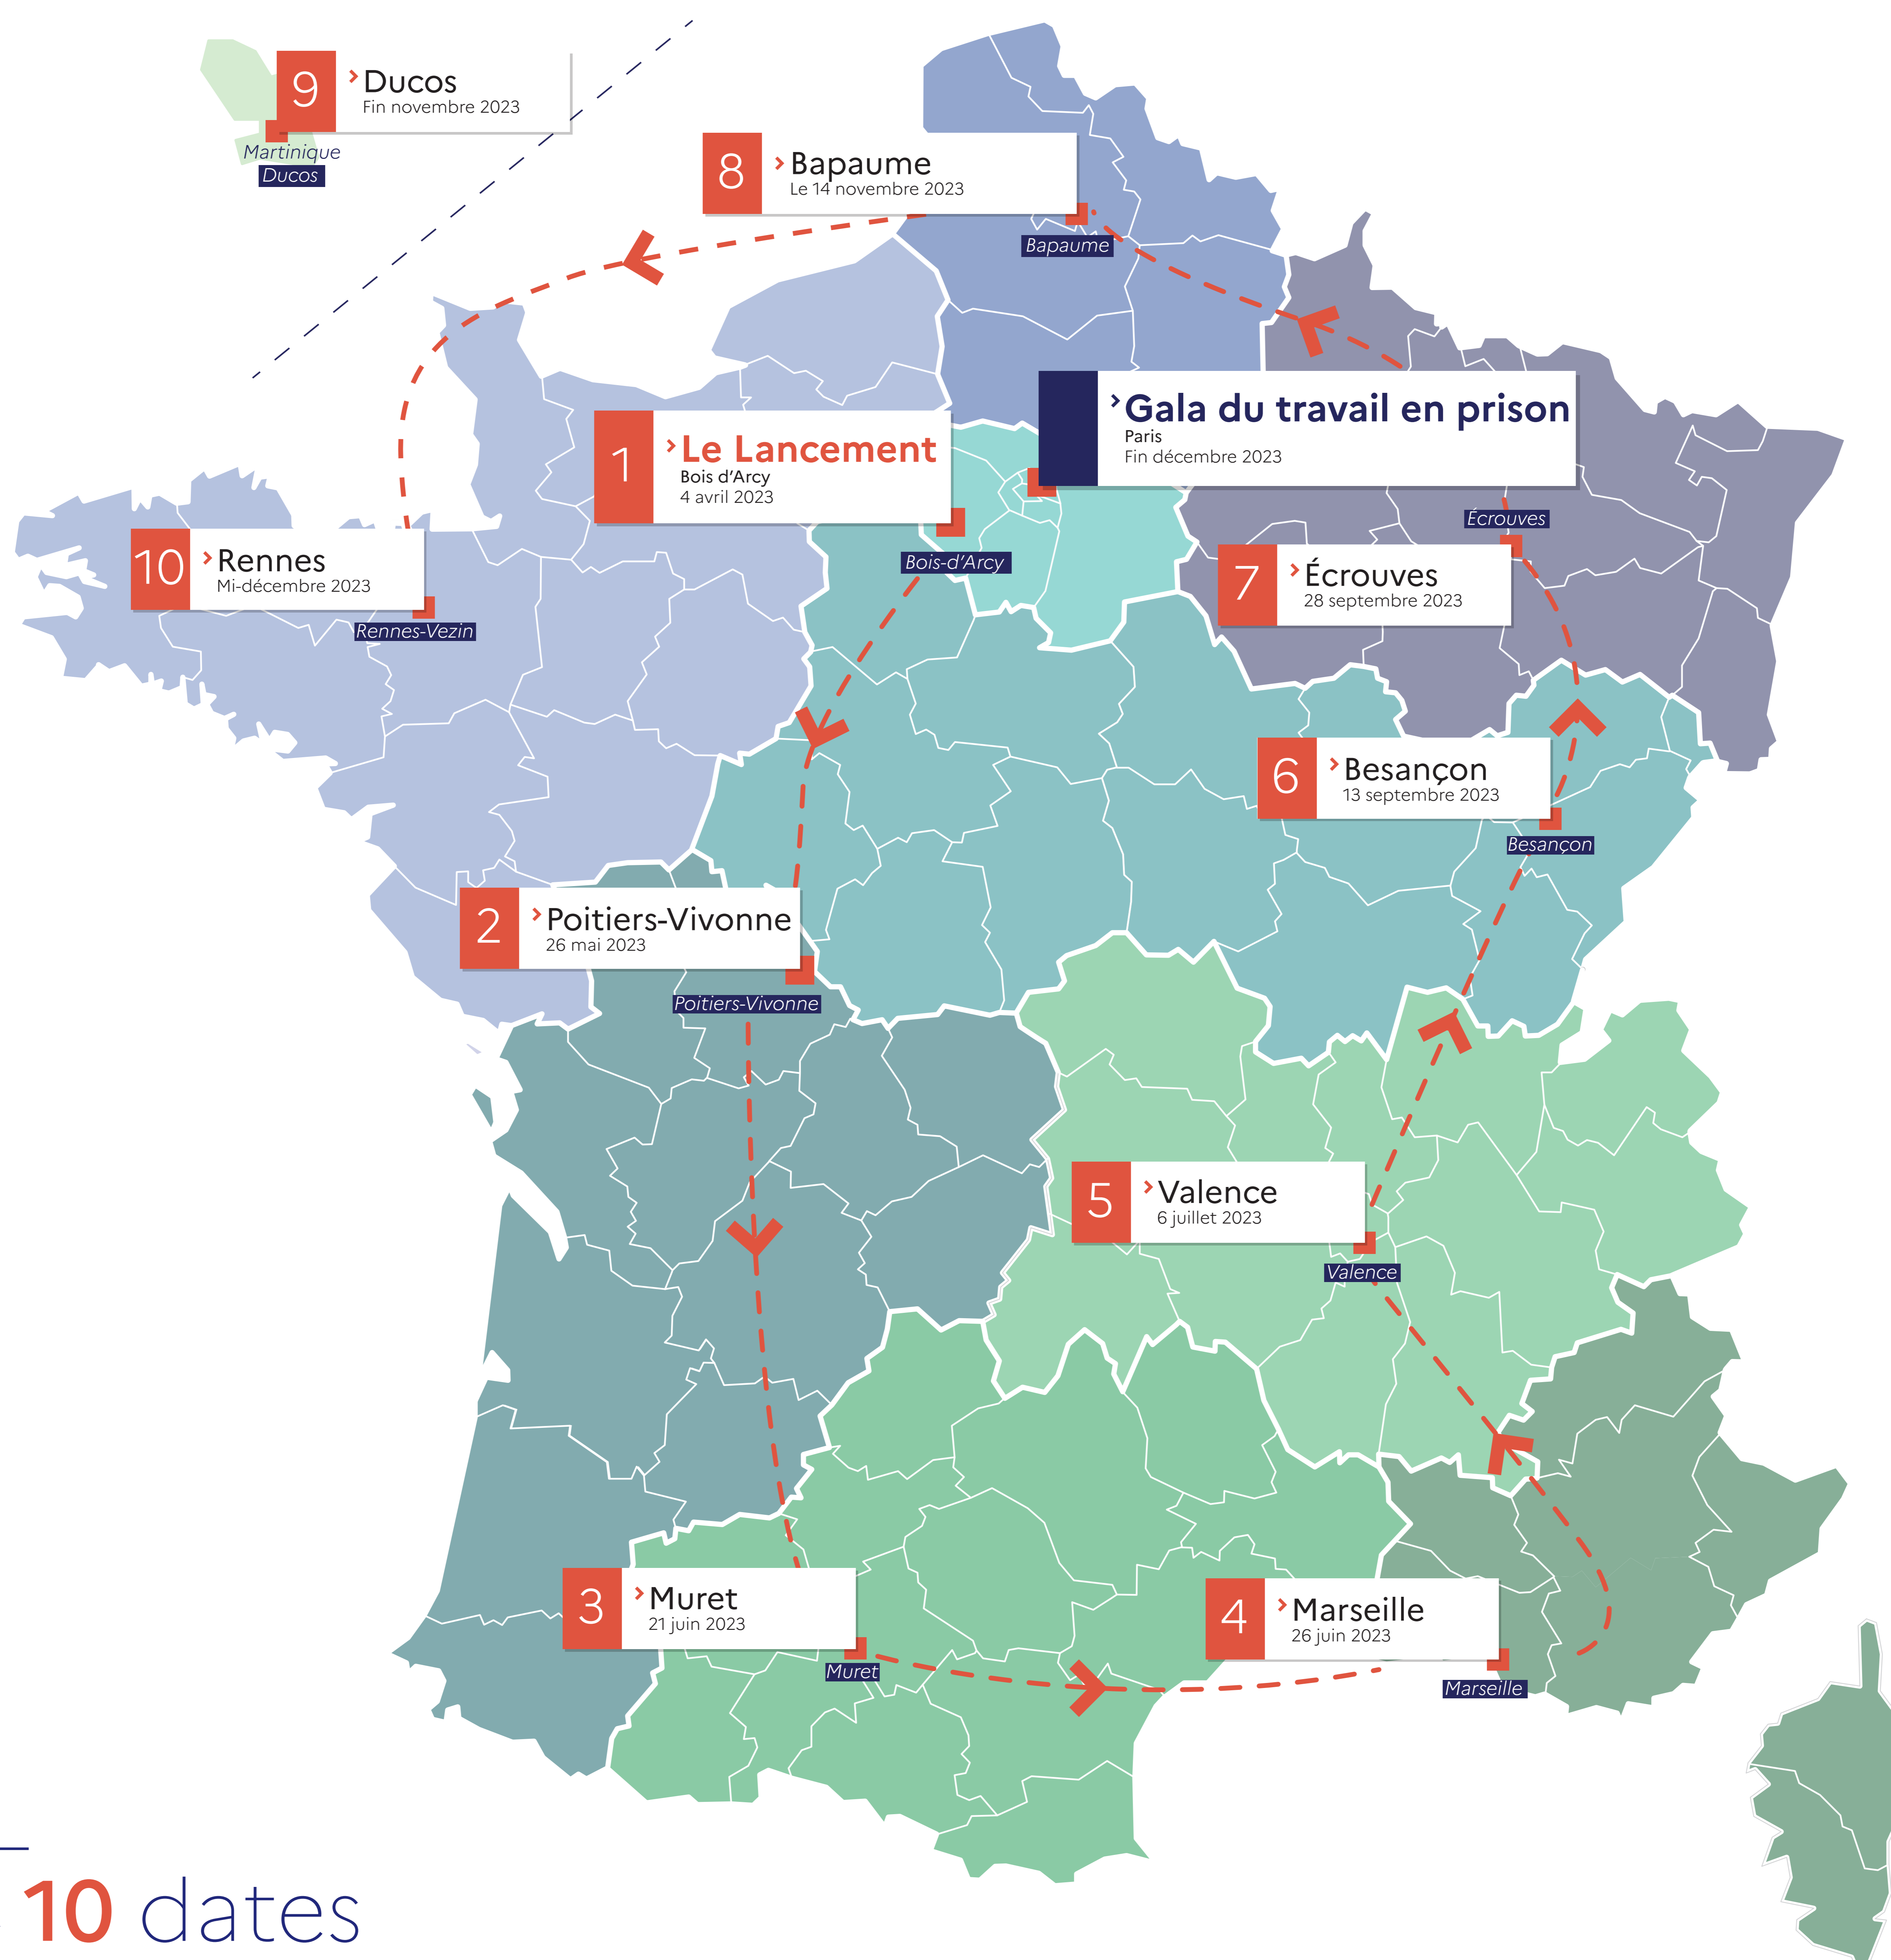 9
Ducos
Fin novembre 2023
Martinique
Ducos
8
Bapaume
Le 14 novembre 2023
Bapaume
Gala du travail en prison
Paris
Fin décembre 2023
1
Le Lancement
Bois d’Arcy
4 avril 2023
Bois-d’Arcy
Écrouves
7
Écrouves
28 septembre 2023
10
Rennes
Mi-décembre 2023
Rennes-Vezin
6
Besançon
13 septembre 2023
Besançon
2
Poitiers-Vivonne
26 mai 2023
Poitiers-Vivonne
5
Valence
6 juillet 2023
Valence
3
Muret
21 juin 2023
Muret
4
Marseille
26 juin 2023
Marseille
10 dates